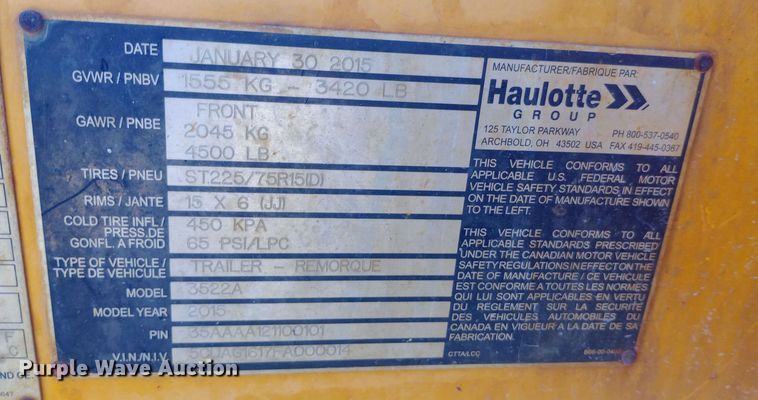 DATE JANUARY 30 2015
GVWR / PNBV 1555 KG - 3420 LB
GAWR / PNBE FRONT
2045 KG
4500 LB
TIRES / PNEU ST225/75R15(D)
RIMS / JANTE 15 X 6 (JJ)
COLD TIRE INFL / PRESS.DE GONFL. A FROID
450 KPA
65 PSI/LPC
TYPE OF VEHICLE / TYPE DE VEHICULE
TRAILER - REMORQUE
MODEL 3522A
MODEL YEAR 2015
PIN 35AAAA121100101
V.I.N./N.I.V.
MANUFACTURER/FABRIQUE PAR:
Haulotte
GROUP
125 TAYLOR PARKWAY PH 800-537-0540
ARCHBOLD, OH 43502 USA FAX 419-445-0367
THIS VEHICLE CONFORMS TO ALL
APPLICABLE U.S. FEDERAL MOTOR
VEHICLE SAFETY STANDARDS IN EFFECT
ON THE DATE OF MANUFACTURE SHOWN
TO THE LEFT.
THIS VEHICLE CONFORMS TO ALL
APPLICABLE STANDARDS PRESCRIBED
UNDER THE CANADIAN MOTOR VEHICLE
SAFETY REGULATIONS IN EFFECT ON THE
DATE OF MANUFACTURE / CE VEHICULE
EST CONFORME A TOUTES LES NORMES
QUI LUI SONT APPLICABLES EN VERTU
DU REGLEMENT SUR LA SECURITE
DES VEHICULES AUTOMOBILES DU
CANADA EN VIGUEUR A LA DATE DE SA
FABRICATION.
Purple Wave Auction